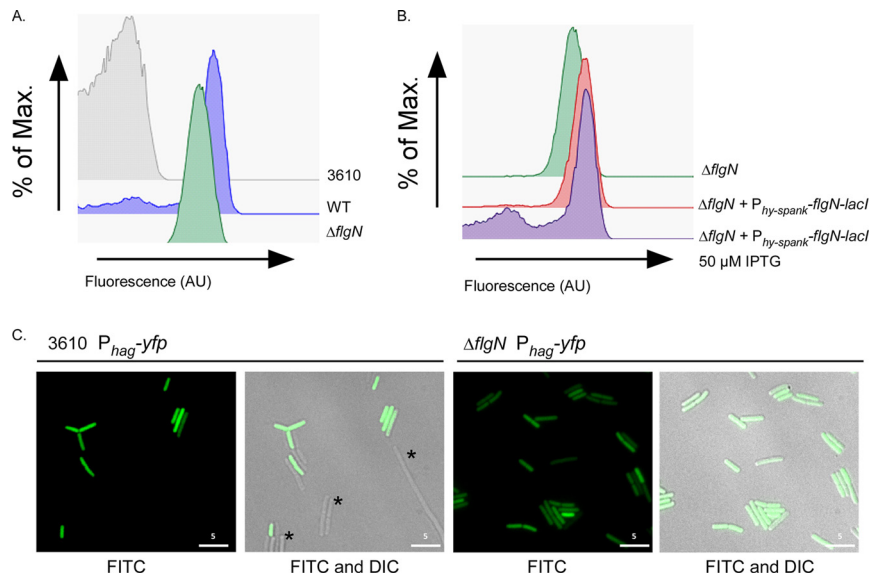 A.
% of Max.
3610
WT
ΔflgN
Fluorescence (AU)
B.
% of Max.
ΔflgN
ΔflgN + Phy-spank-flgN-lacI
ΔflgN + Phy-spank-flgN-lacI
50 µM IPTG
Fluorescence (AU)
C.
3610 Phag-yfp
ΔflgN Phag-yfp
*
*
*
5
5
5
5
FITC
FITC and DIC
FITC
FITC and DIC